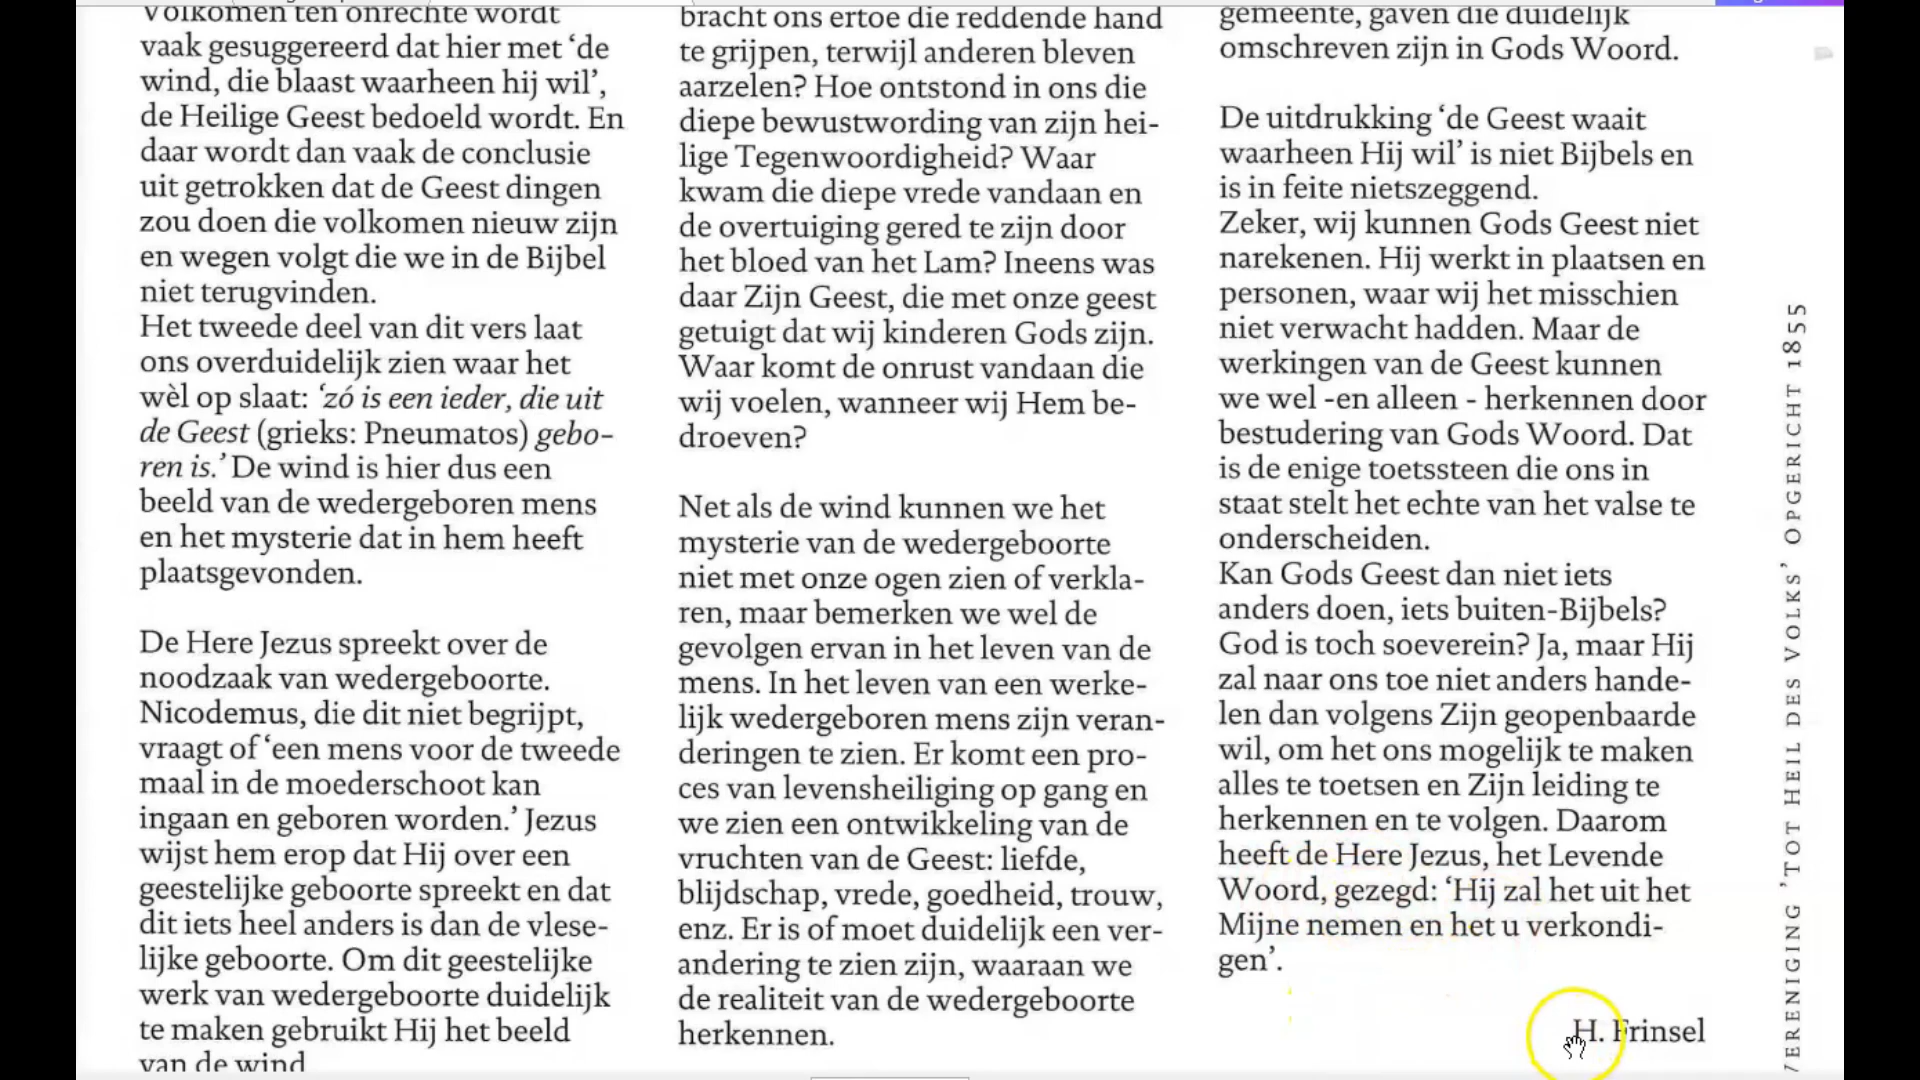 Volkomen ten onrechte wordt
vaak gesuggereerd dat hier met ‘de
wind, die blaast waarheen hij wil’,
de Heilige Geest bedoeld wordt. En
daar wordt dan vaak de conclusie
uit getrokken dat de Geest dingen
zou doen die volkomen nieuw zijn
en wegen volgt die we in de Bijbel
niet terugvinden.
Het tweede deel van dit vers laat
ons overduidelijk zien waar het
wèl op slaat: ‘zó is een ieder, die uit
de Geest (grieks: Pneumatos) gebo-
ren is.’ De wind is hier dus een
beeld van de wedergeboren mens
en het mysterie dat in hem heeft
plaatsgevonden.
De Here Jezus spreekt over de
noodzaak van wedergeboorte.
Nicodemus, die dit niet begrijpt,
vraagt of ‘een mens voor de tweede
maal in de moederschoot kan
ingaan en geboren worden.’ Jezus
wijst hem erop dat Hij over een
geestelijke geboorte spreekt en dat
dit iets heel anders is dan de vlese-
lijke geboorte. Om dit geestelijke
werk van wedergeboorte duidelijk
te maken gebruikt Hij het beeld
van de wind
bracht ons ertoe die reddende hand
te grijpen, terwijl anderen bleven
aarzelen? Hoe ontstond in ons die
diepe bewustwording van zijn hei-
lige Tegenwoordigheid? Waar
kwam die diepe vrede vandaan en
de overtuiging gered te zijn door
het bloed van het Lam? Ineens was
daar Zijn Geest, die met onze geest
getuigt dat wij kinderen Gods zijn.
Waar komt de onrust vandaan die
wij voelen, wanneer wij Hem be-
droeven?
Net als de wind kunnen we het
mysterie van de wedergeboorte
niet met onze ogen zien of verkla-
ren, maar bemerken we wel de
gevolgen ervan in het leven van de
mens. In het leven van een werke-
lijk wedergeboren mens zijn veran-
deringen te zien. Er komt een pro-
ces van levensheiliging op gang en
we zien een ontwikkeling van de
vruchten van de Geest: liefde,
blijdschap, vrede, goedheid, trouw,
enz. Er is of moet duidelijk een ver-
andering te zien zijn, waaraan we
de realiteit van de wedergeboorte
herkennen.
gemeente, gaven die duidelijk
omschreven zijn in Gods Woord.
De uitdrukking ‘de Geest waait
waarheen Hij wil’ is niet Bijbels en
is in feite nietszeggend.
Zeker, wij kunnen Gods Geest niet
narekenen. Hij werkt in plaatsen en
personen, waar wij het misschien
niet verwacht hadden. Maar de
werkingen van de Geest kunnen
we wel -en alleen - herkennen door
bestudering van Gods Woord. Dat
is de enige toetssteen die ons in
staat stelt het echte van het valse te
onderscheiden.
Kan Gods Geest dan niet iets
anders doen, iets buiten-Bijbels?
God is toch soeverein? Ja, maar Hij
zal naar ons toe niet anders hande-
len dan volgens Zijn geopenbaarde
wil, om het ons mogelijk te maken
alles te toetsen en Zijn leiding te
herkennen en te volgen. Daarom
heeft de Here Jezus, het Levende
Woord, gezegd: ‘Hij zal het uit het
Mijne nemen en het u verkondi-
gen’.
H. Frinsel
VERENIGING 'TOT HEIL DES VOLKS' OPGERICHT 1855